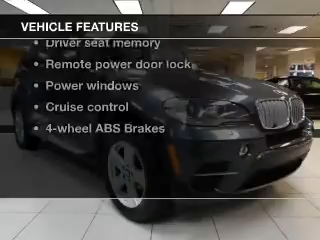 VEHICLE FEATURES
• Driver seat memory
• Remote power door lock
• Power windows
• Cruise control
• 4-wheel ABS Brakes